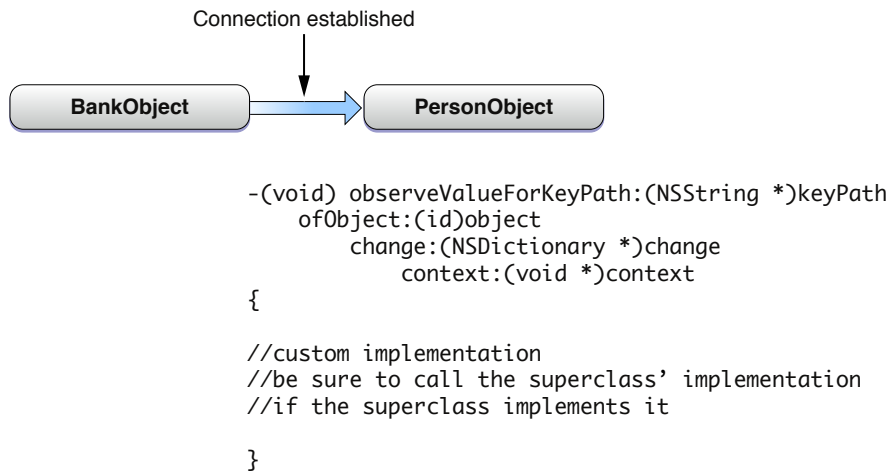 Connection established
BankObject
PersonObject
-(void) observeValueForKeyPath:(NSString *)keyPath
ofObject:(id)object
change:(NSDictionary *)change
context:(void *)context
{
//custom implementation
//be sure to call the superclass’ implementation
//if the superclass implements it
}